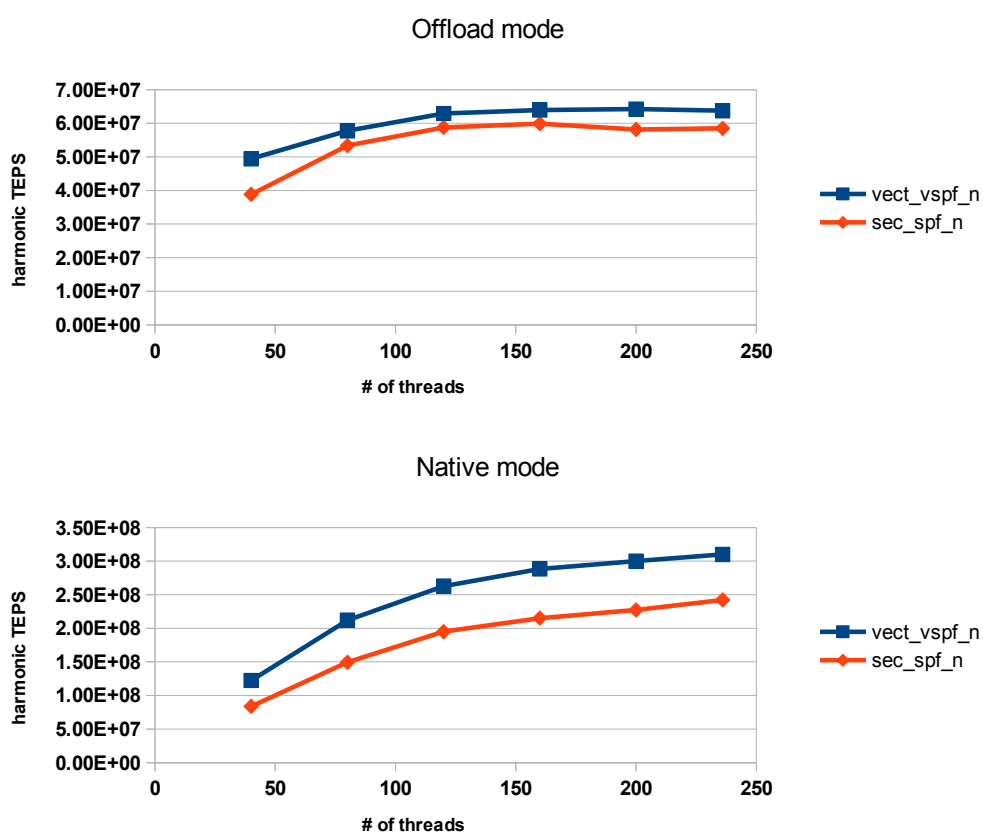 Offload mode
7.00E+07
6.00E+07
5.00E+07
4.00E+07
3.00E+07
2.00E+07
1.00E+07
0.00E+00
harmonic TEPS
0 50 100 150 200 250
# of threads
vect_vspf_n
sec_spf_n
Native mode
3.50E+08
3.00E+08
2.50E+08
2.00E+08
1.50E+08
1.00E+08
5.00E+07
0.00E+00
harmonic TEPS
0 50 100 150 200 250
# of threads
vect_vspf_n
sec_spf_n